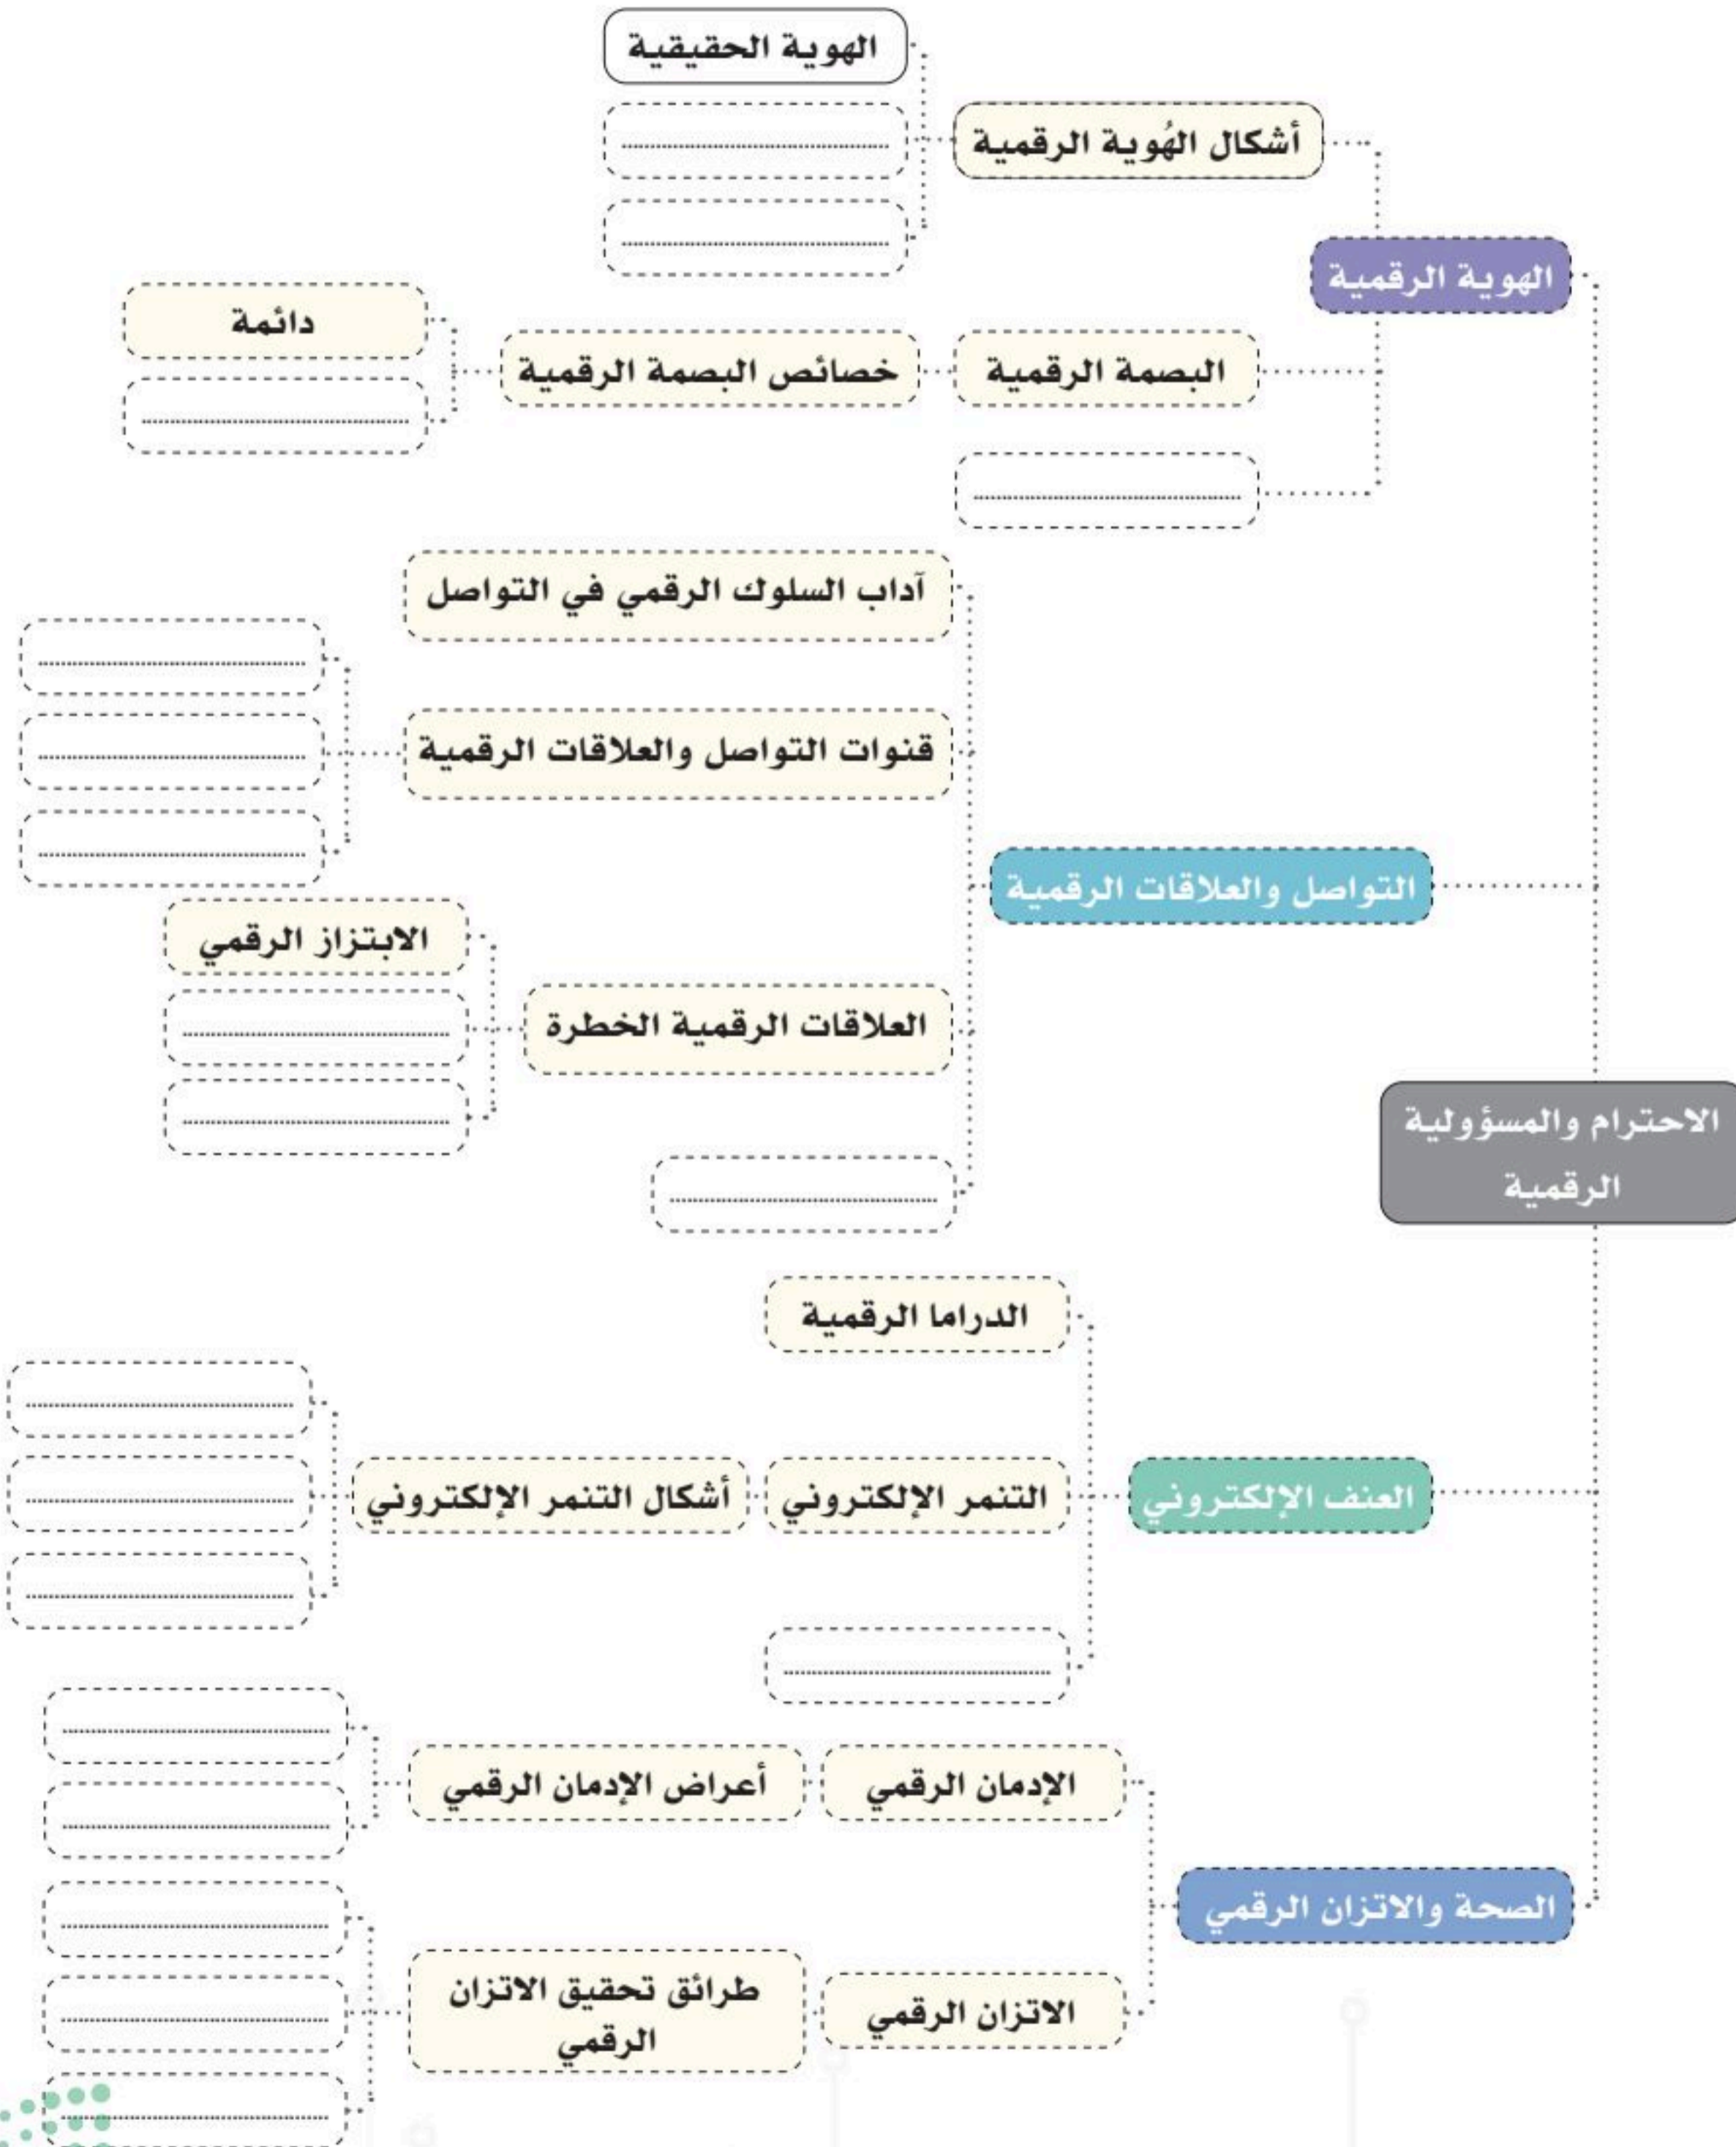 الهوية الحقيقية
أشكال الهُوية الرقمية
الهوية الرقمية
دائمة
خصائص البصمة الرقمية
البصمة الرقمية
آداب السلوك الرقمي في التواصل
قنوات التواصل والعلاقات الرقمية
التواصل والعلاقات الرقمية
الابتزاز الرقمي
العلاقات الرقمية الخطرة
الاحترام والمسؤولية
الرقمية
الدراما الرقمية
العنف الإلكتروني
التنمر الإلكتروني
أشكال التنمر الإلكتروني
الإدمان الرقمي
أعراض الإدمان الرقمي
الصحة والاتزان الرقمي
الاتزان الرقمي
طرائق تحقيق الاتزان
الرقمي